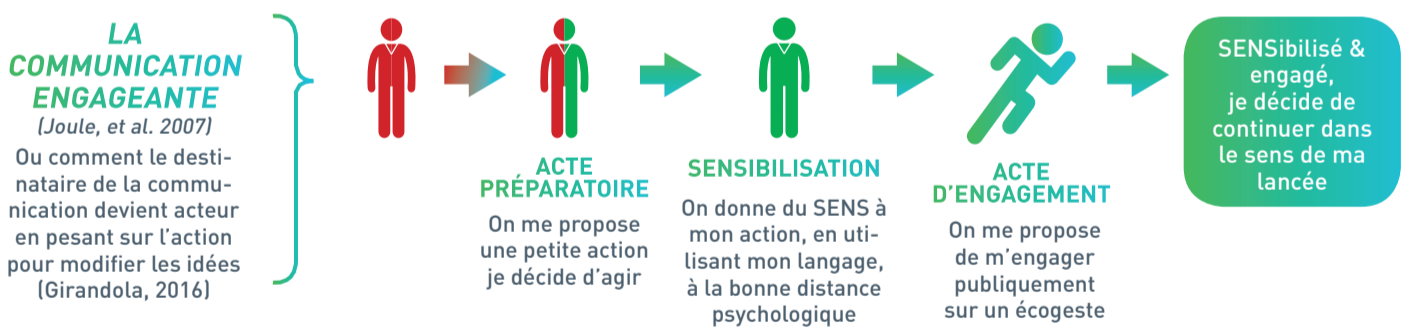 LA
COMMUNICATION
ENGAGEANTE
(Joule, et al. 2007)
Ou comment le desti-
nataire de la commu-
nication devient acteur
en pesant sur l'action
pour modifier les idées
(Girandola, 2016)
ACTE
PRÉPARATOIRE
On me propose
une petite action
je décide d'agir
SENSIBILISATION
On donne du SENS à
mon action, en uti-
lisant mon langage,
à la bonne distance
psychologique
ACTE
D'ENGAGEMENT
On me propose
de m'engager
publiquement
sur un écogeste
SENSibilisé &
engagé,
je décide de
continuer dans
le sens de ma
lancée